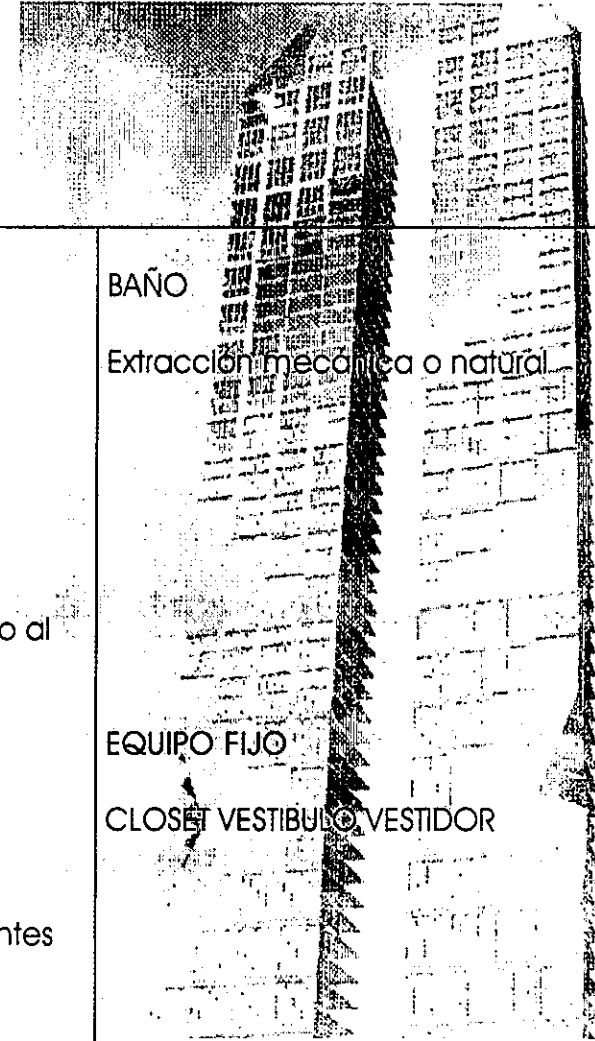 BAÑO
Extracción mecánica o natural
o al
EQUIPO FIJO
CLOSET VESTIBULO VESTIDOR
ntes